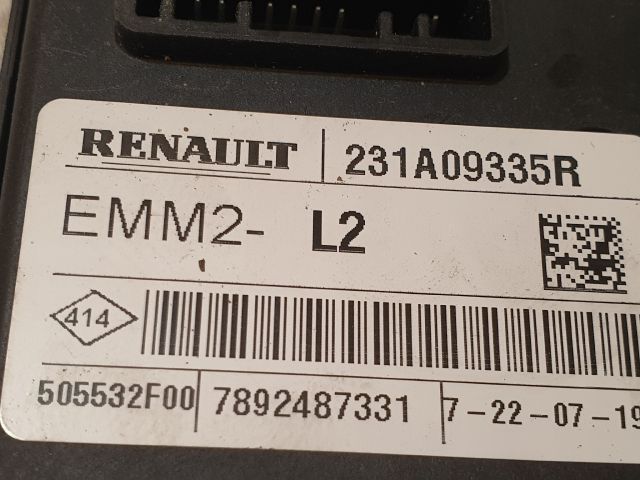 RENAULT 231A09335R
EMM2- L2
414
505532F00 7892487331 7-22-07-19